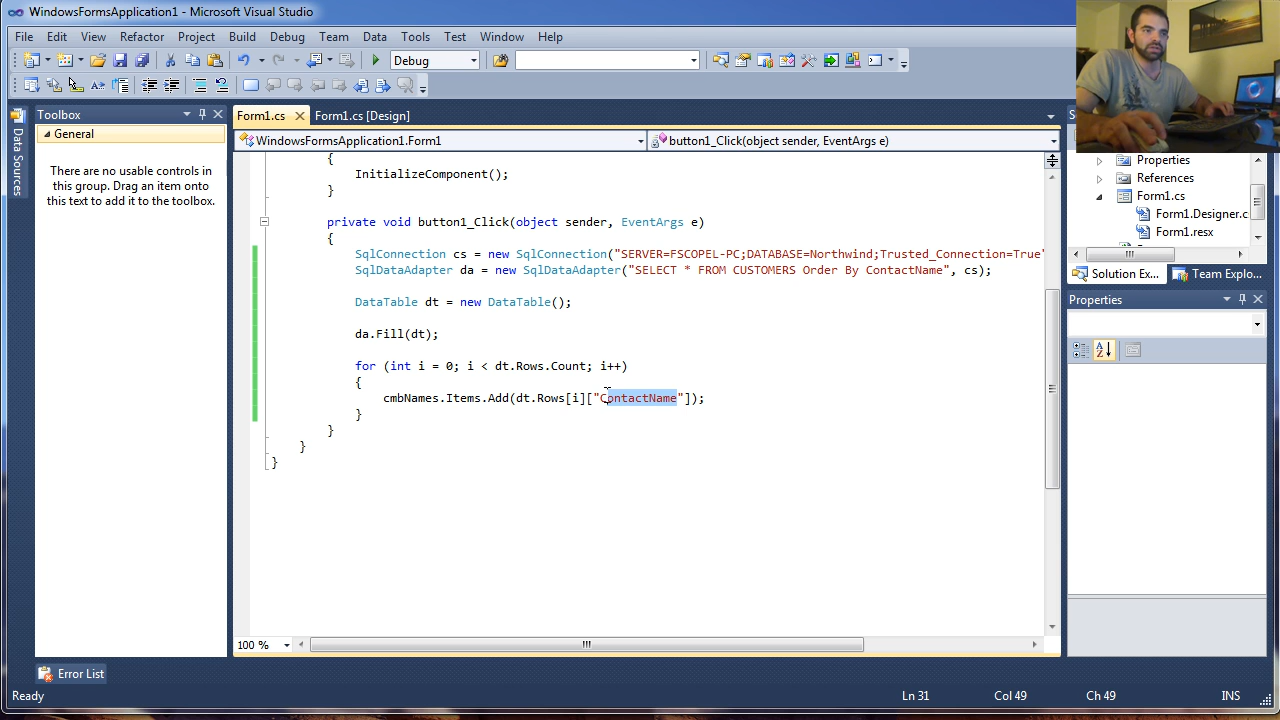 WindowsFormsApplication1 - Microsoft Visual Studio
File Edit View Refactor Project Build Debug Team Data Tools Test Window Help
Debug
Toolbox
General
There are no usable controls in
this group. Drag an item onto
this text to add it to the toolbox.
Data Sources
Form1.cs Form1.cs [Design]
WindowsFormsApplication1.Form1 button1_Click(object sender, EventArgs e)
{
InitializeComponent();
}
private void button1_Click(object sender, EventArgs e)
{
SqlConnection cs = new SqlConnection("SERVER=FSCOPEL-PC;DATABASE=Northwind;Trusted_Connection=True"
SqlDataAdapter da = new SqlDataAdapter("SELECT * FROM CUSTOMERS Order By ContactName", cs);
DataTable dt = new DataTable();
da.Fill(dt);
for (int i = 0; i < dt.Rows.Count; i++)
{
cmbNames.Items.Add(dt.Rows[i]["ContactName"]);
}
}
}
}
100 %
Properties
References
Form1.cs
Form1.Designer.c
Form1.resx
Solution Ex... Team Explo...
Properties
Error List
Ready Ln 31 Col 49 Ch 49 INS